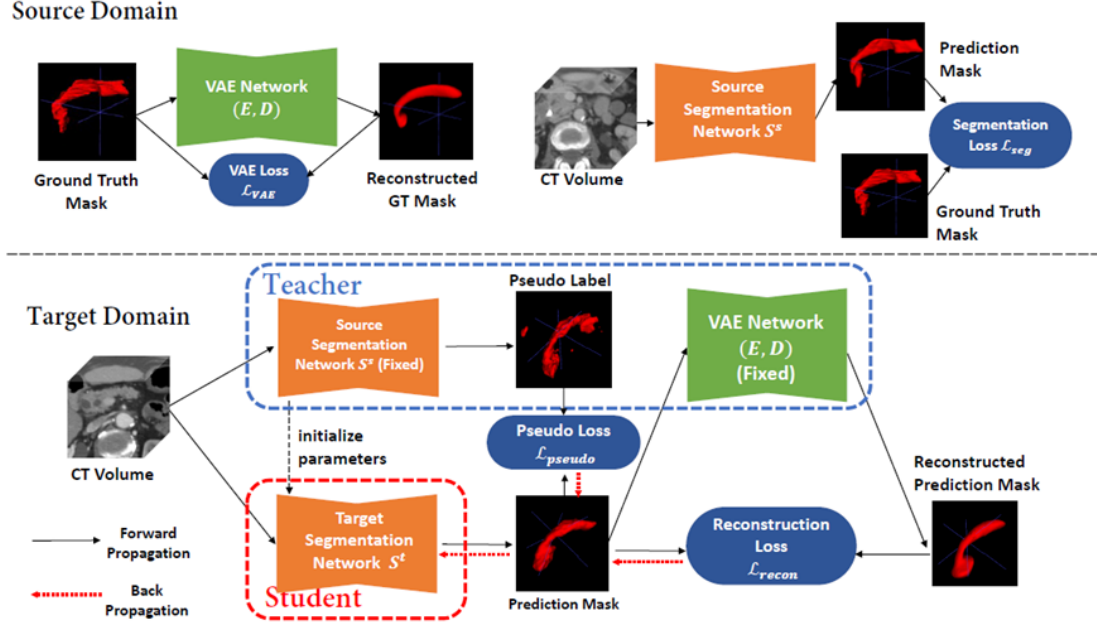 Source Domain
VAE Network
(E, D)
Ground Truth
Mask
VAE Loss
ℒ_VAE
Reconstructed
GT Mask
CT Volume
Source
Segmentation
Network S^s
Prediction
Mask
Segmentation
Loss ℒ_seg
Ground Truth
Mask
Target Domain
CT Volume
Teacher
Source
Segmentation
Network S^s (Fixed)
Pseudo Label
VAE Network
(E, D)
(Fixed)
initialize
parameters
Pseudo Loss
ℒ_pseudo
Target
Segmentation
Network S^t
Student
Prediction Mask
Reconstruction
Loss
ℒ_recon
Reconstructed
Prediction Mask
Forward
Propagation
Back
Propagation